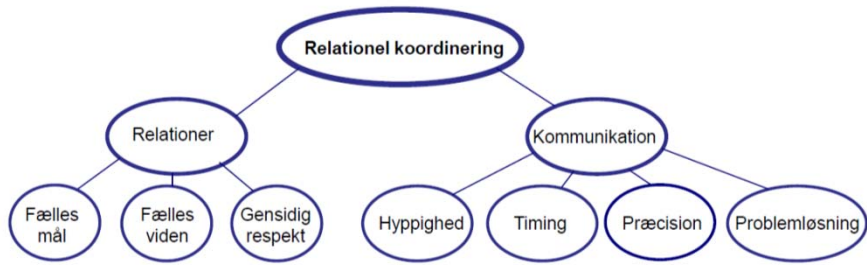 Relationel koordinering
Relationer
Kommunikation
Fælles
mål
Fælles
viden
Gensidig
respekt
Hyppighed
Timing
Præcision
Problemløsning